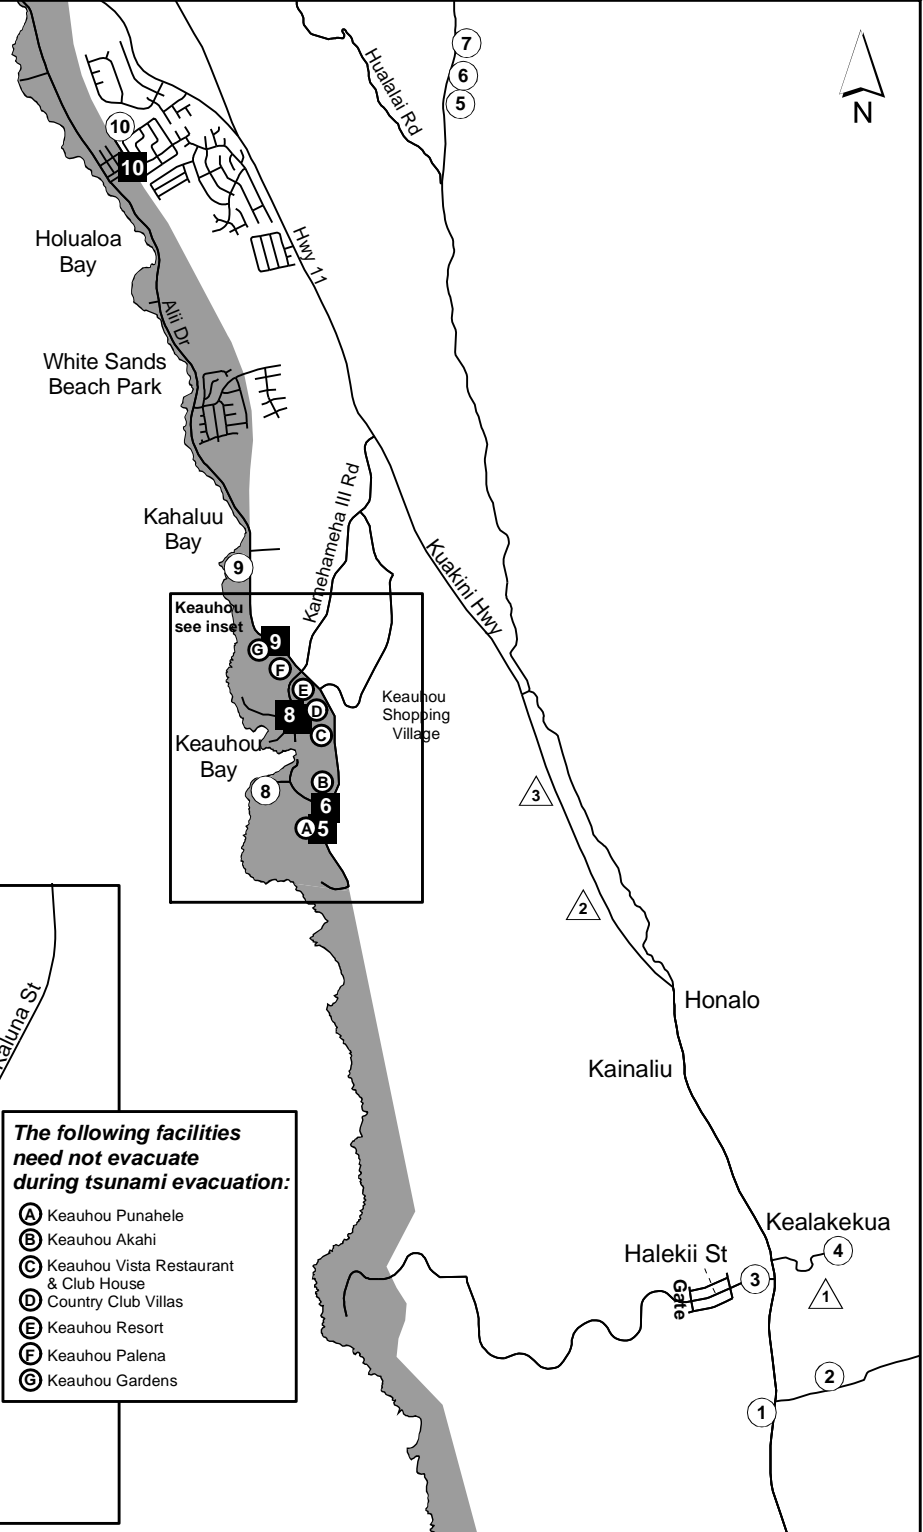 7
6
5
Hualalai Rd
N
10
10
Holualoa
Bay
Hwy 11
Alii Dr
White Sands
Beach Park
Kamehameha III Rd
Kahaluu
Bay
Kuakini Hwy
9
Keauhou
see inset
9
G
F
E
D
8
C
Keauhou
Shopping
Village
Keauhou
Bay
B
8
6
A
5
3
2
Honalo
Kainaliu
The following facilities
need not evacuate
during tsunami evacuation:
A Keauhou Punahele
B Keauhou Akahi
C Keauhou Vista Restaurant
& Club House
D Country Club Villas
E Keauhou Resort
F Keauhou Palena
G Keauhou Gardens
Kealakekua
4
Halekii St
3
Gate
1
2
1